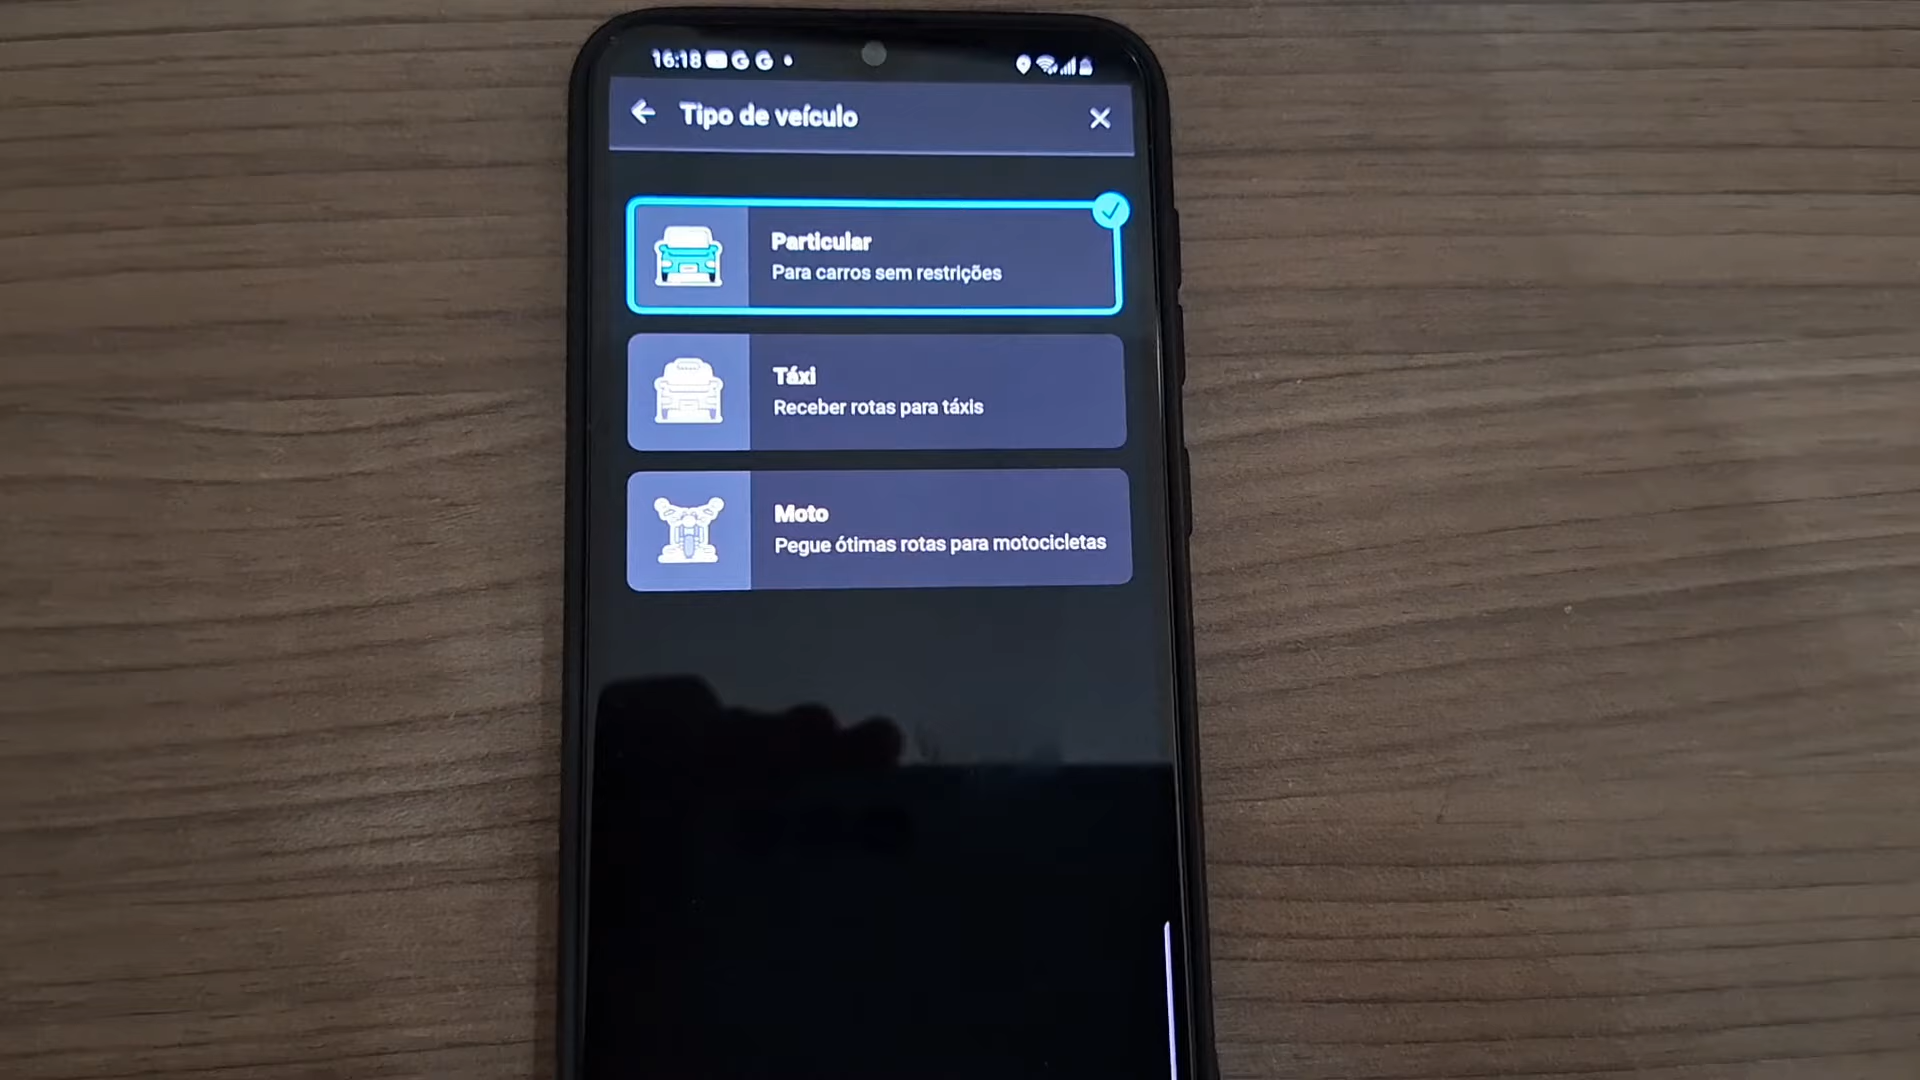 16:18
Tipo de veículo
Particular
Para carros sem restrições
Táxi
Receber rotas para táxis
Moto
Pegue ótimas rotas para motocicletas